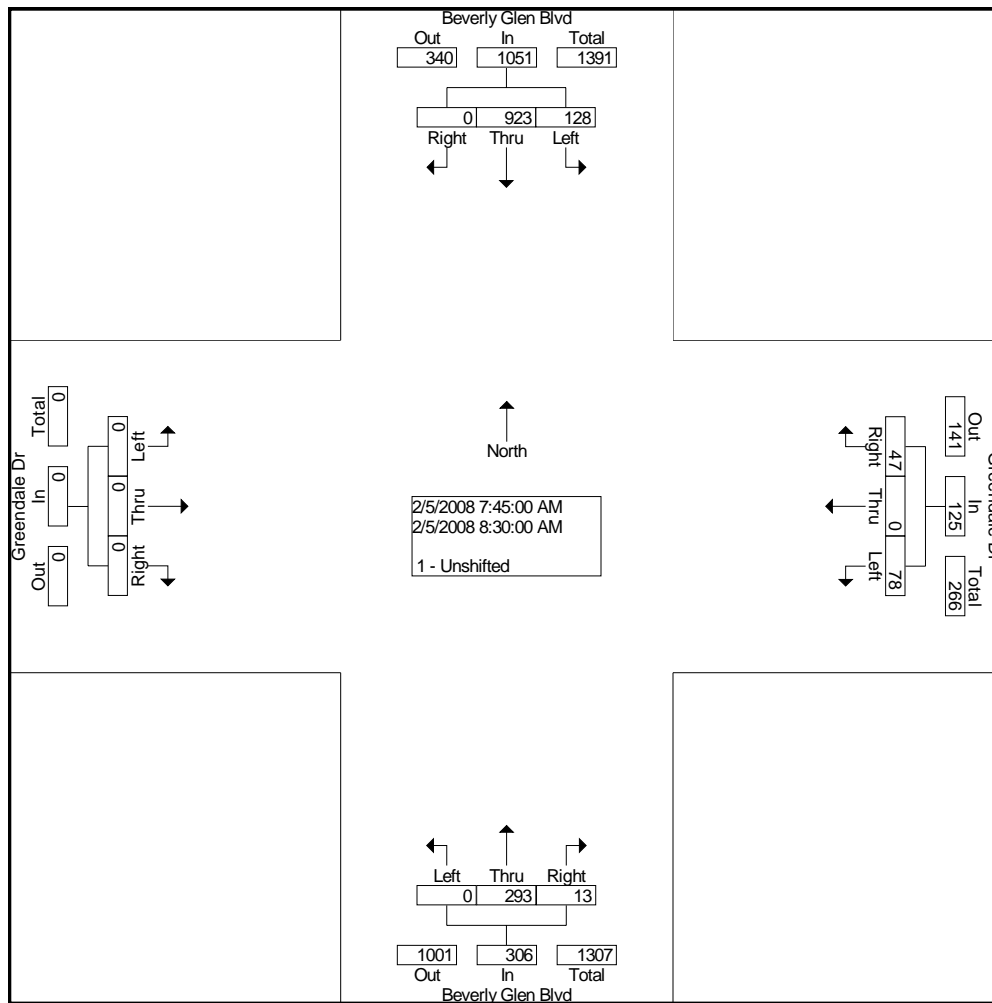 Beverly Glen Blvd
Out In Total
340 1051 1391
0 923 128
Right Thru Left
Greendale Dr
Total In Out
0 0 0
0 0 0
Left Thru Right
North
2/5/2008 7:45:00 AM
2/5/2008 8:30:00 AM
1 - Unshifted
Right Thru Left
47 0 78
Out In Total
141 125 266
Greendale Dr
Left Thru Right
0 293 13
1001 306 1307
Out In Total
Beverly Glen Blvd